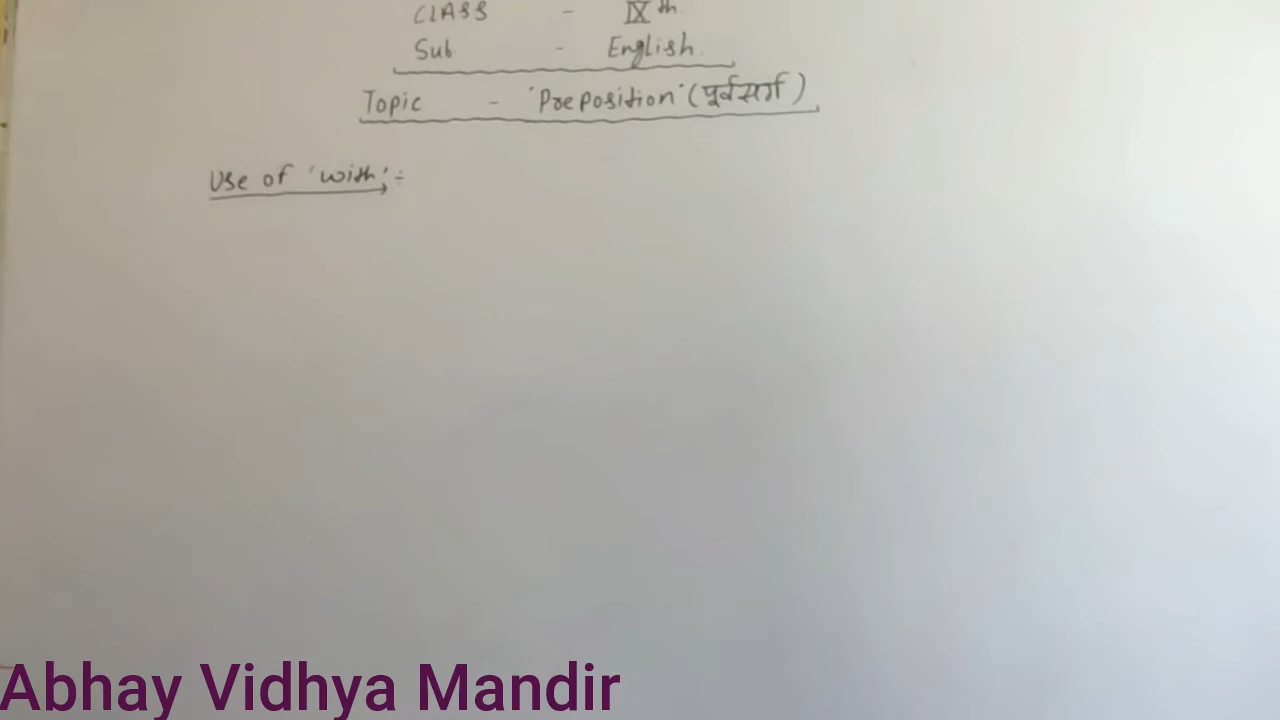 CLASS - IXth
Sub - English.
Topic - 'Preposition' (पूर्वसर्ग)
Use of 'with' :-
Abhay Vidhya Mandir